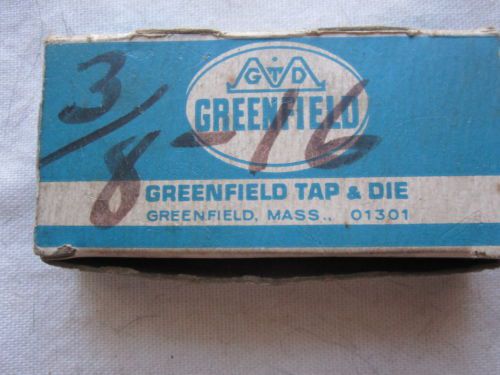 GTD
GREENFIELD
3/8-16
GREENFIELD TAP & DIE
GREENFIELD, MASS., 01301